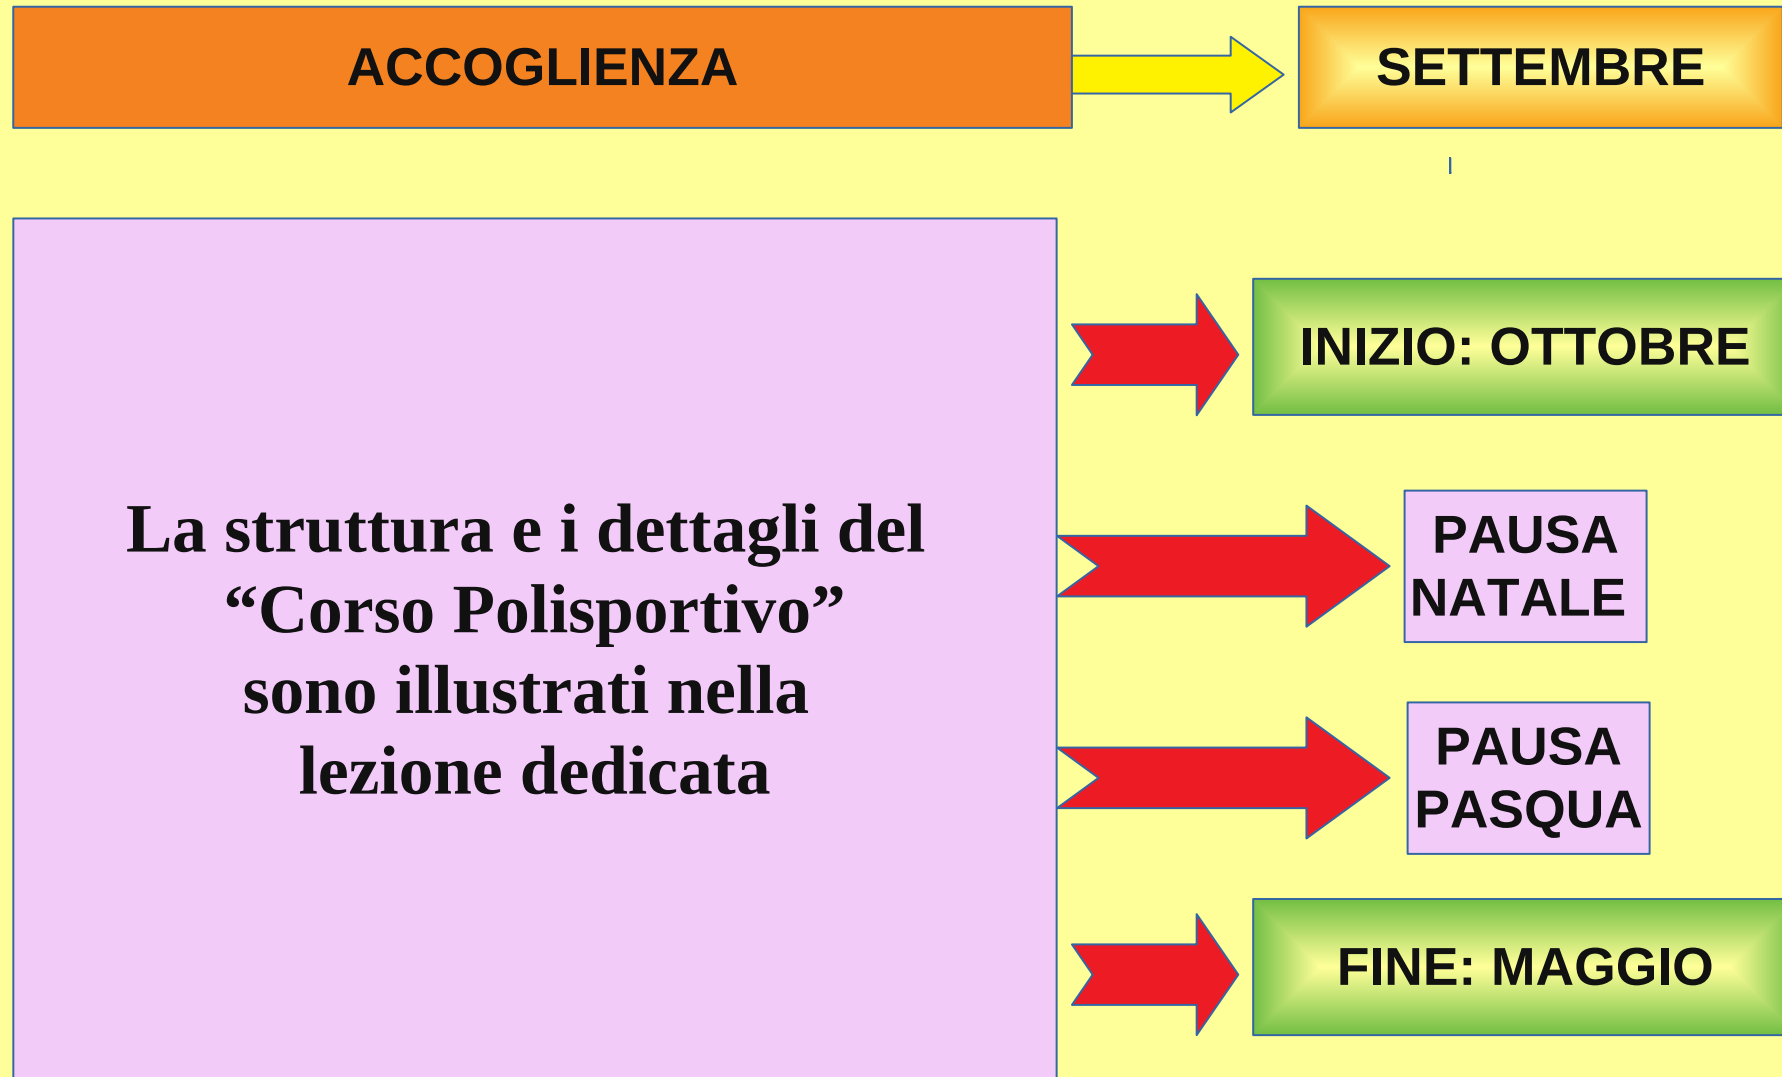 ACCOGLIENZA
SETTEMBRE
La struttura e i dettagli del
“Corso Polisportivo”
sono illustrati nella
lezione dedicata
INIZIO: OTTOBRE
PAUSA
NATALE
PAUSA
PASQUA
FINE: MAGGIO